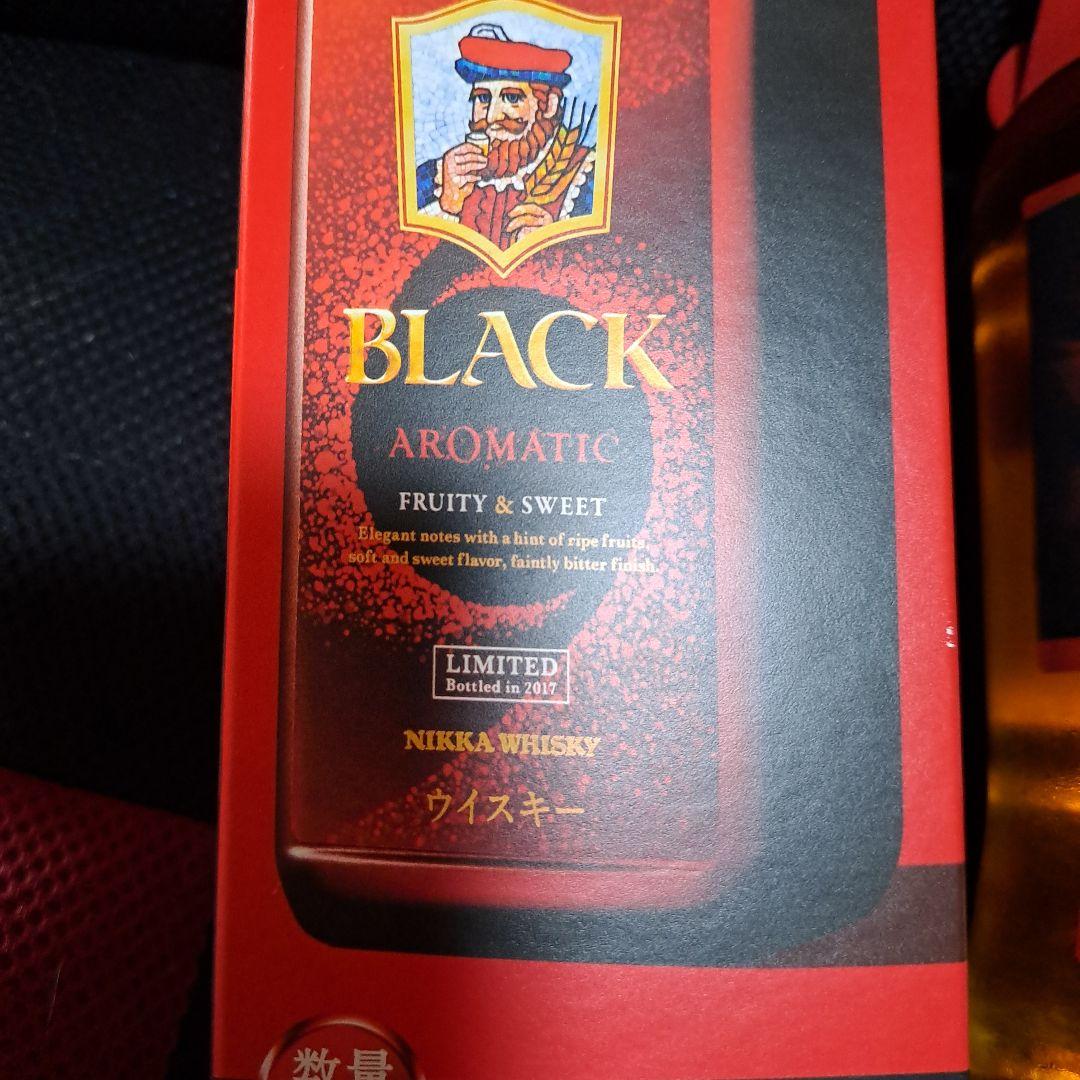 BLACK
AROMATIC
FRUITY & SWEET
Elegant notes with a hint of ripe fruits,
soft and sweet flavor, faintly bitter finish.
LIMITED
Bottled in 2017
NIKKA WHISKY
ウイスキー
数量